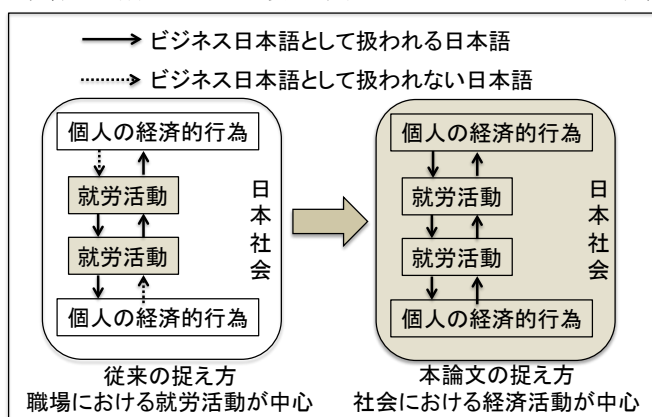 ビジネス日本語として扱われる日本語
ビジネス日本語として扱われない日本語
個人の経済的行為
就労活動
就労活動
個人の経済的行為
日本社会
従来の捉え方
職場における就労活動が中心
個人の経済的行為
就労活動
就労活動
個人の経済的行為
日本社会
本論文の捉え方
社会における経済活動が中心